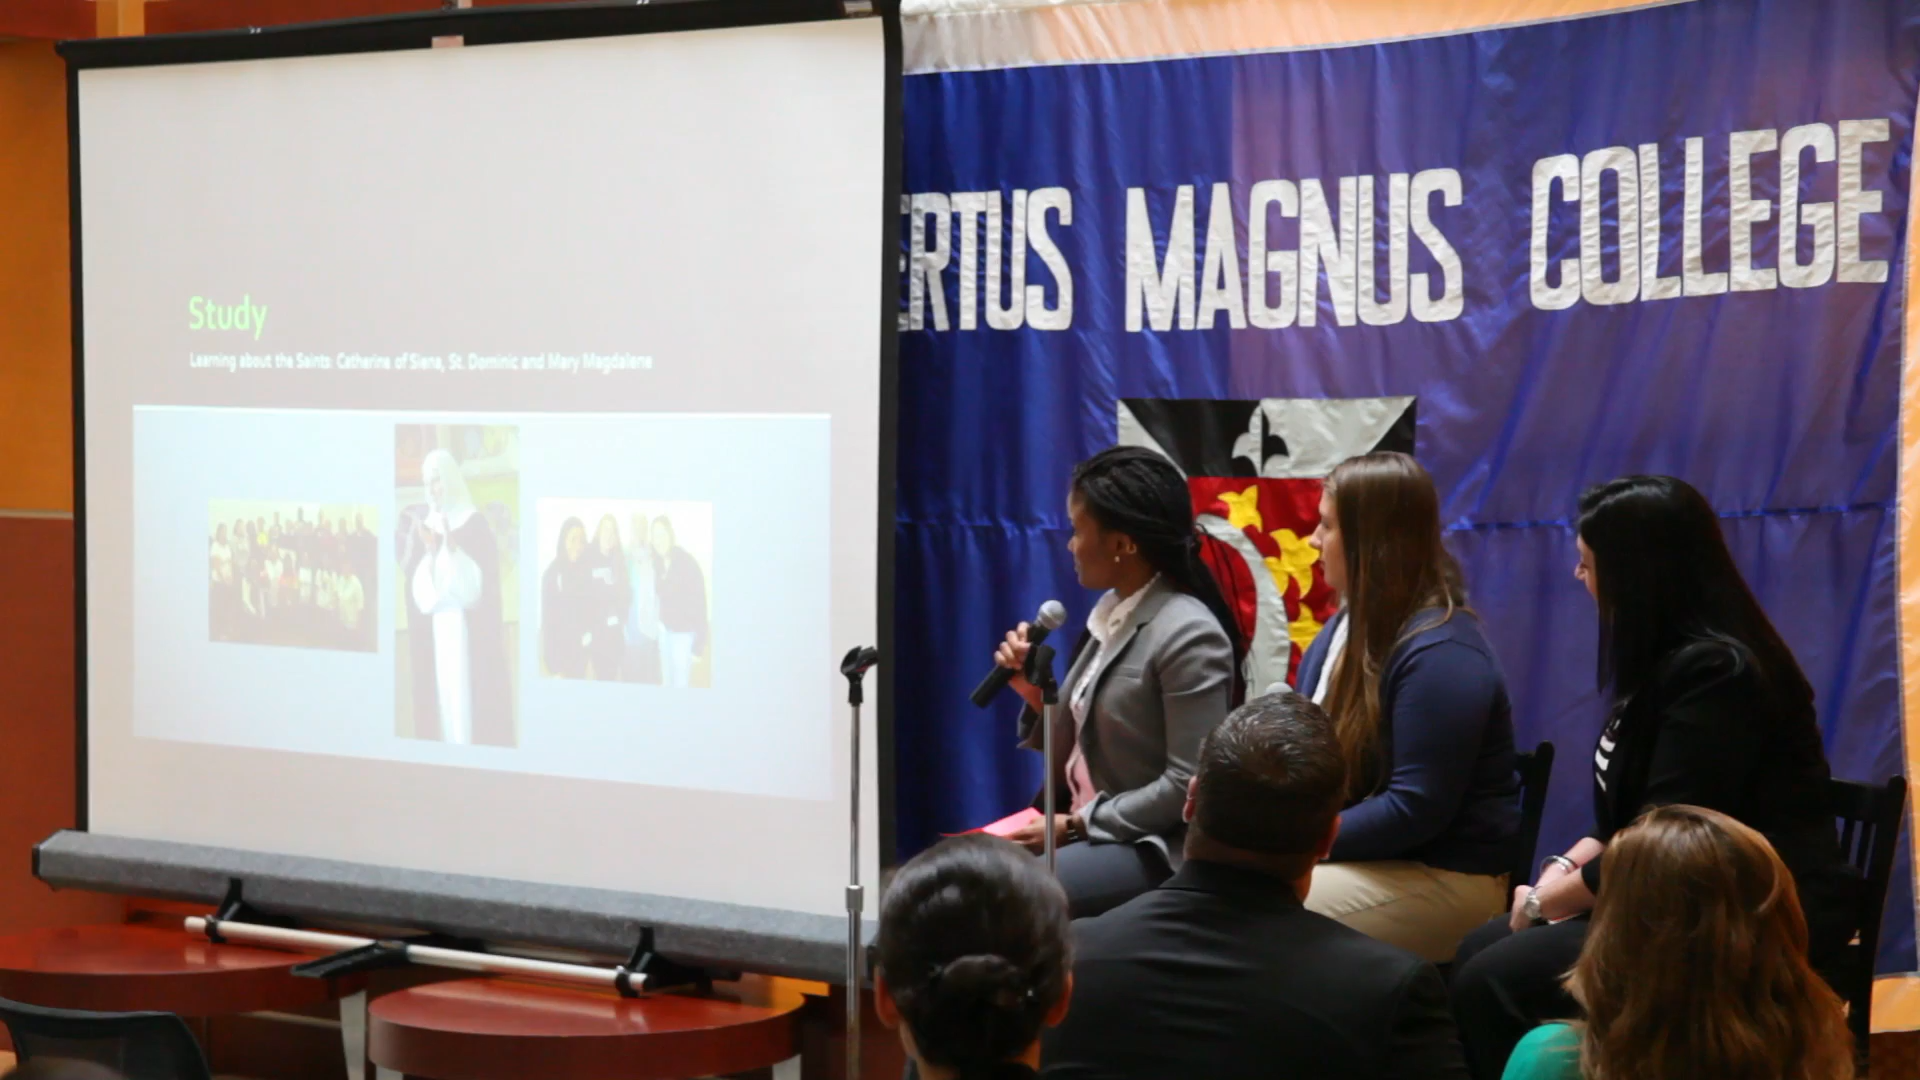 Study
Learning about the Saints: Catherine of Siena, St. Dominic and Mary Magdalene
ERTUS MAGNUS COLLEGE